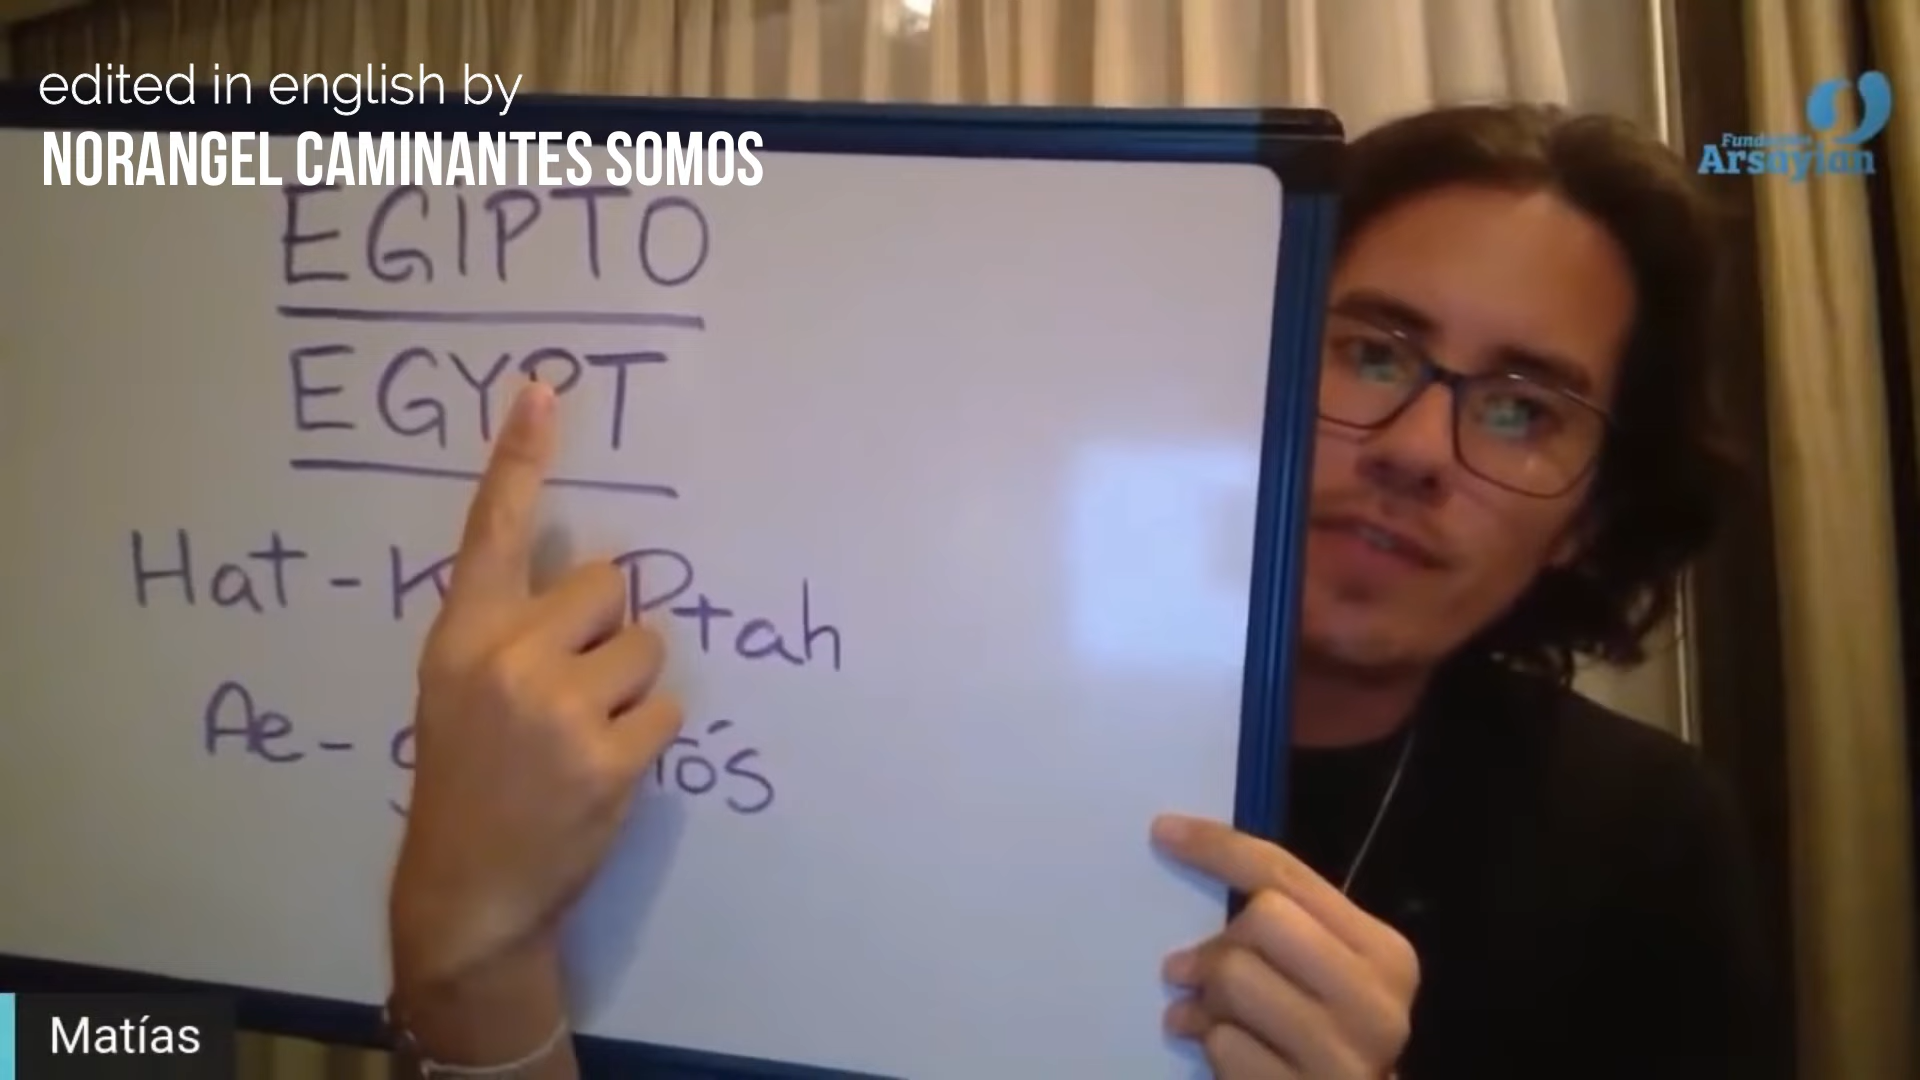 edited in english by
NORANGEL CAMINANTES SOMOS
Fundación
Arsayian
EGIPTO
EGYPT
Hat - K Ptah
Ae -
Matías